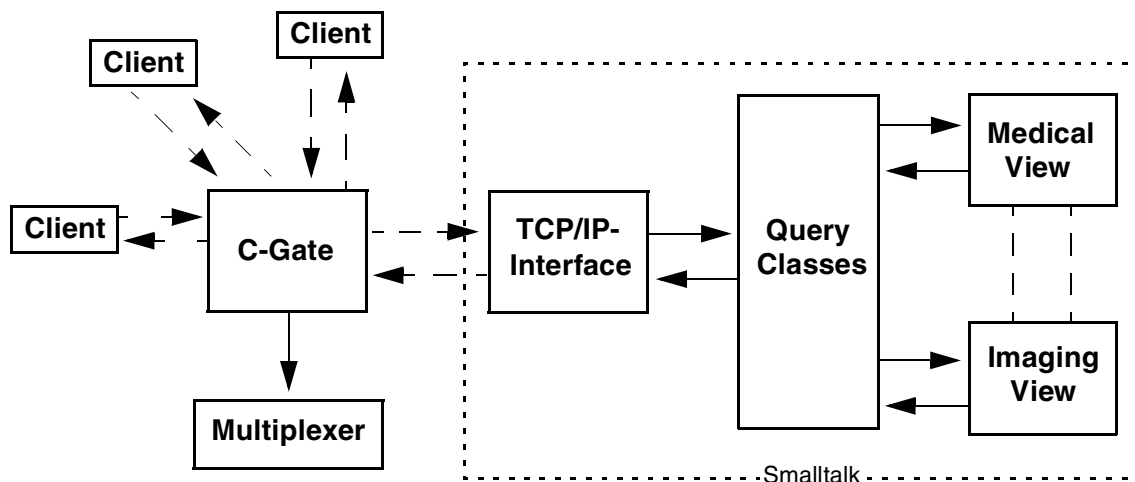 Client
Client
Client
C-Gate
Multiplexer
TCP/IP-
Interface
Query
Classes
Medical
View
Imaging
View
Smalltalk